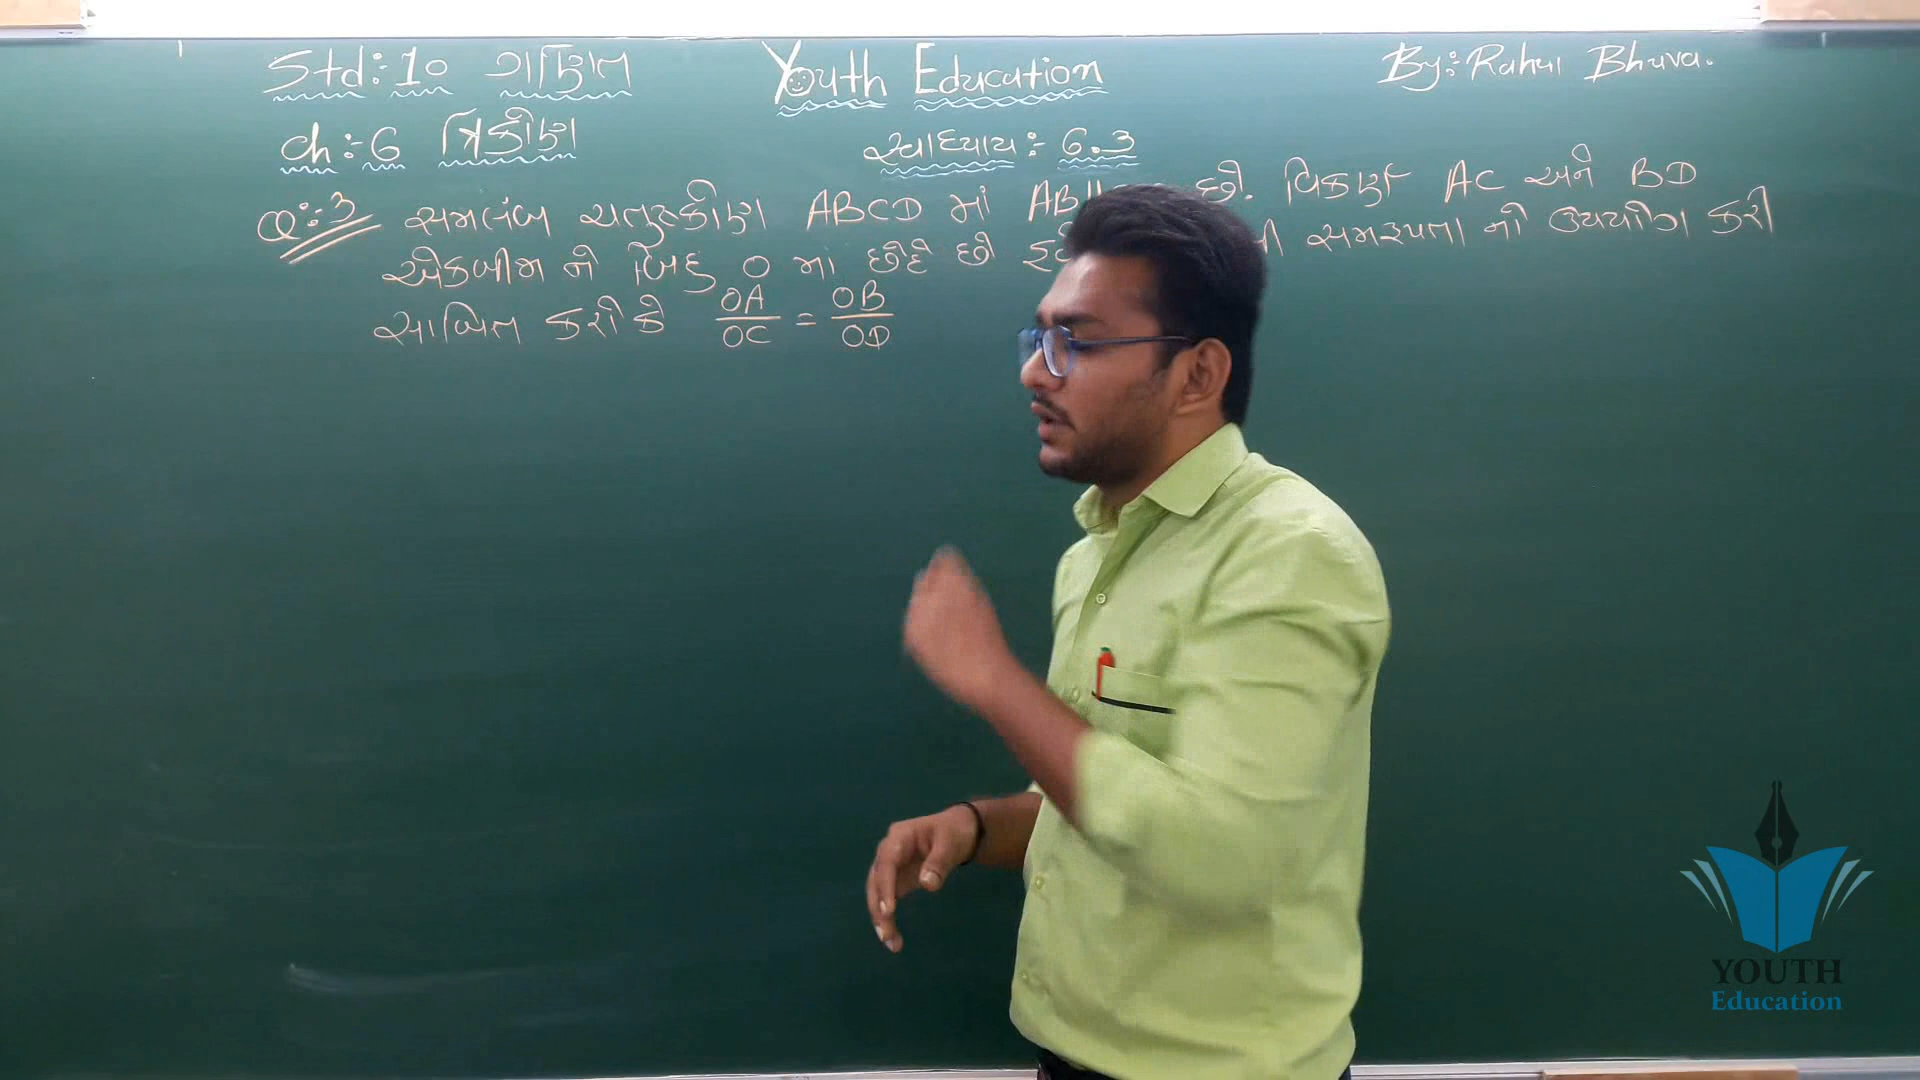 Std:-10 ગણિત Youth Education By:- Rahul Bhuva.
ch:-6 ત્રિકોણ સ્વાધ્યાય:- 6.3
Q:-3 સમલંબ ચતુષ્કોણ ABCD માં AB|| છે. વિકર્ણ AC અને BD
એકબીજા ને બિંદુ O માં છેદે છે સમરૂપતા નો ઉપયોગ કરી
સાબિત કરો કે OA/OC = OB/OD
YOUTH
Education